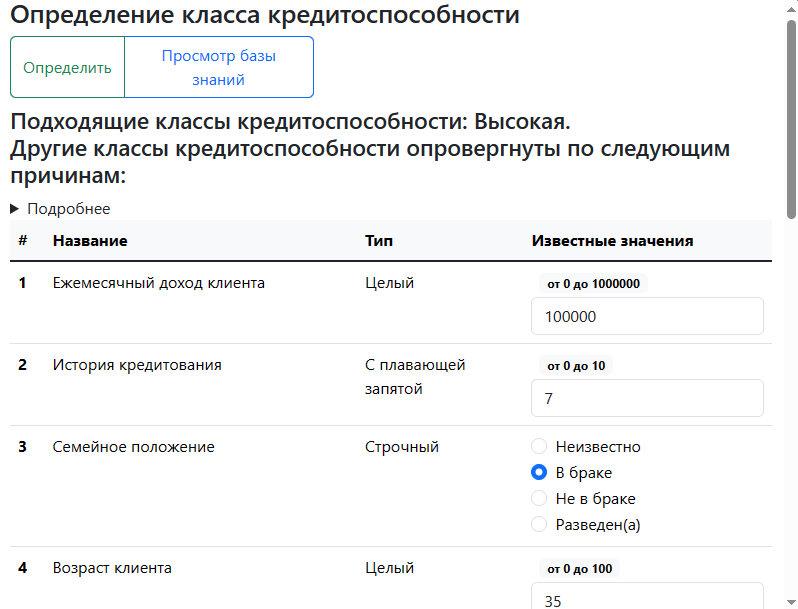 Определение класса кредитоспособности
Определить
Просмотр базы
знаний
Подходящие классы кредитоспособности: Высокая.
Другие классы кредитоспособности опровергнуты по следующим
причинам:
Подробнее
# Название Тип Известные значения
1 Ежемесячный доход клиента Целый от 0 до 1000000
100000
2 История кредитования С плавающей от 0 до 10
запятой
7
3 Семейное положение Строчный Неизвестно
В браке
Не в браке
Разведен(а)
4 Возраст клиента Целый от 0 до 100
35